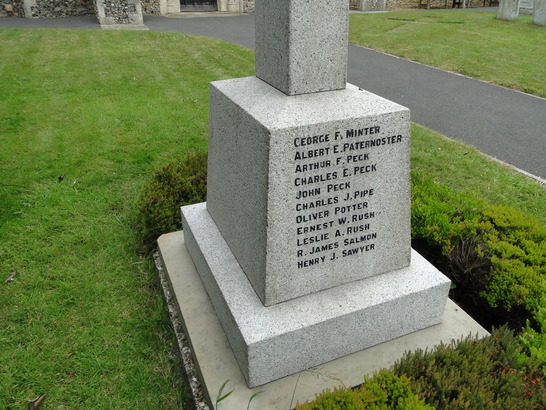 GEORGE F. MINTER
ALBERT E. PATERNOSTER
ARTHUR F. PECK
CHARLES E. PECK
JOHN PECK
CHARLES J. PIPE
OLIVER POTTER
ERNEST W. RUSH
LESLIE A. RUSH
R. JAMES SALMON
HENRY J. SAWYER